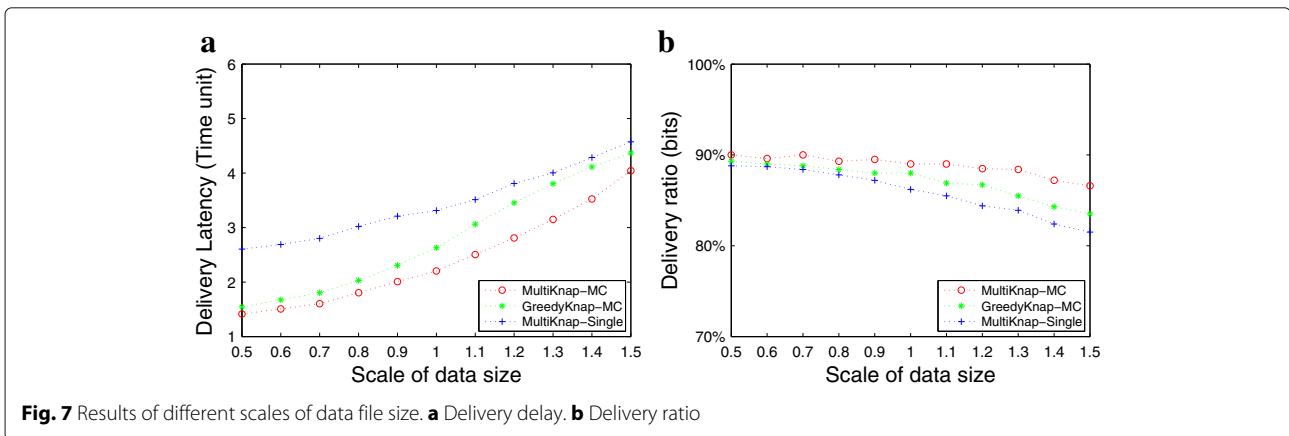 a
6
5
4
3
2
1
Delivery Latency (Time unit)
0.5 0.6 0.7 0.8 0.9 1 1.1 1.2 1.3 1.4 1.5
Scale of data size
MultiKnap−MC
GreedyKnap−MC
MultiKnap−Single
b
100%
90%
80%
70%
Delivery ratio (bits)
0.5 0.6 0.7 0.8 0.9 1 1.1 1.2 1.3 1.4 1.5
Scale of data size
MultiKnap−MC
GreedyKnap−MC
MultiKnap−Single
Fig. 7 Results of different scales of data file size. a Delivery delay. b Delivery ratio